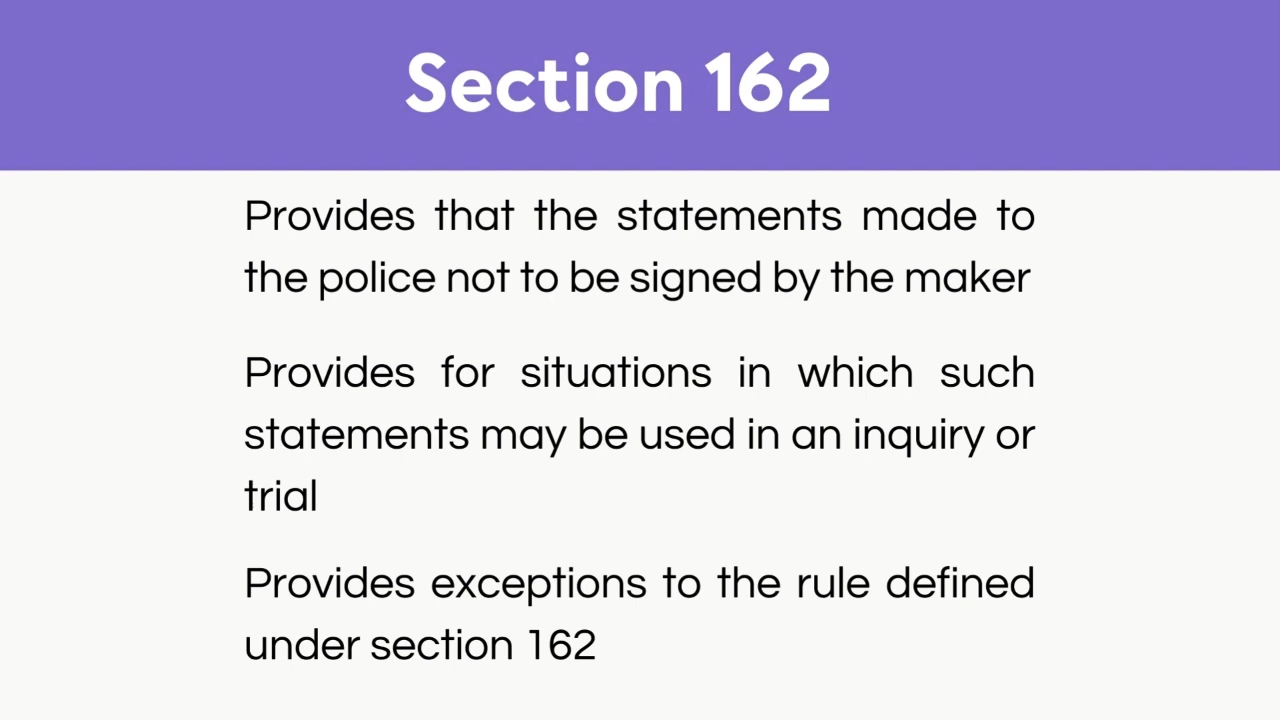 Section 162
Provides that the statements made to
the police not to be signed by the maker
Provides for situations in which such
statements may be used in an inquiry or
trial
Provides exceptions to the rule defined
under section 162